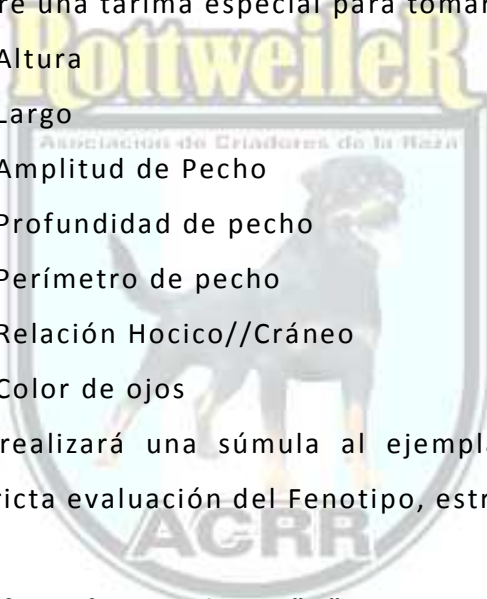 re una tarima especial para tomar
RottweileR
Altura
Largo
Asociación de Criadores de la Raza
Amplitud de Pecho
Profundidad de pecho
Perímetro de pecho
Relación Hocico//Cráneo
Color de ojos
realizará una súmula al ejempla
ricta evaluación del Fenotipo, estr
ACRR